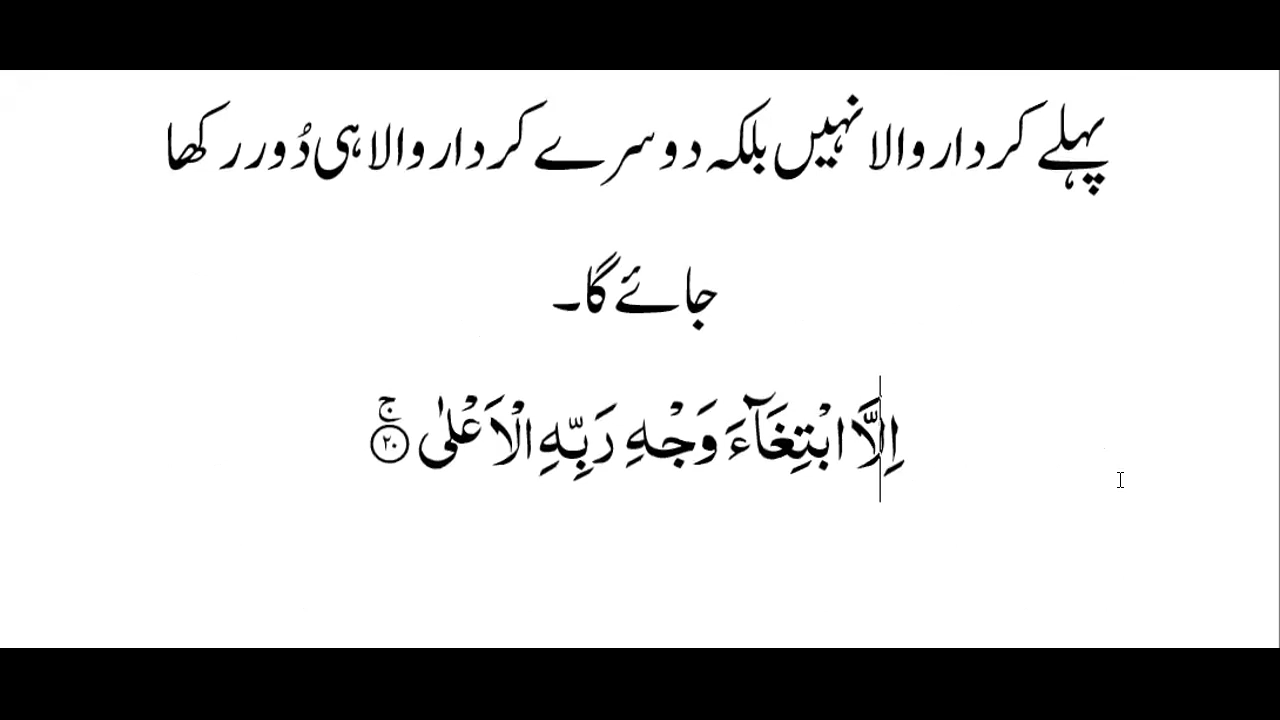 پہلے کردار والا نہیں بلکہ دوسرے کردار والا ہی دُور رکھا
جائے گا۔
اِلَّا ابْتِغَآءَ وَجْهِ رَبِّهِ الْاَعْلٰى ۚ‏ ﴿۲۰﴾